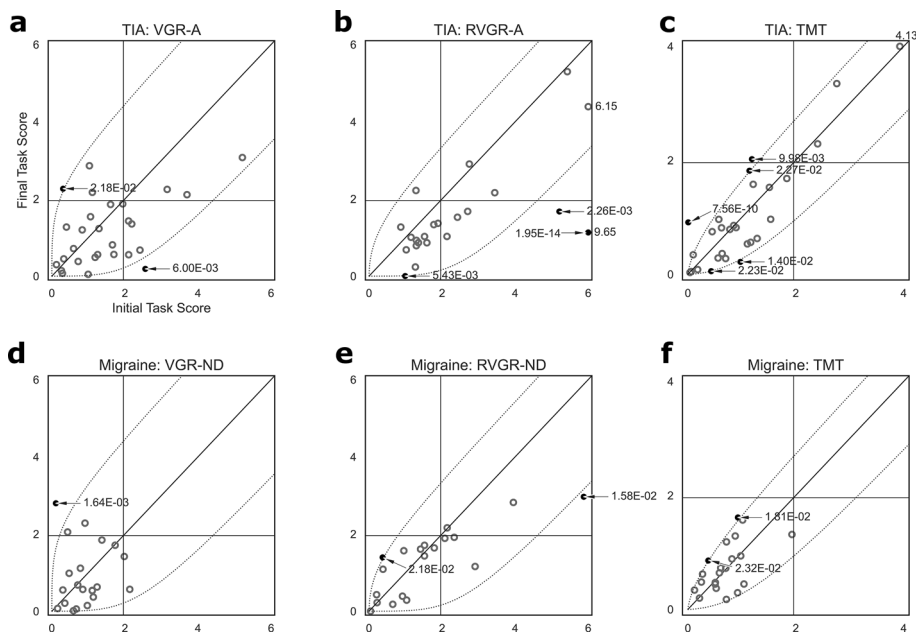 a
TIA: VGR-A
6
4
2
0
0 2 4 6
Final Task Score
Initial Task Score
2.18E-02
6.00E-03
b
TIA: RVGR-A
6
4
2
0
0 2 4 6
6.15
2.26E-03
1.95E-14
9.65
5.43E-03
c
TIA: TMT
4
2
0
0 2 4
4.13
9.98E-03
2.27E-02
7.56E-10
1.40E-02
2.23E-02
d
Migraine: VGR-ND
6
4
2
0
0 2 4 6
1.64E-03
e
Migraine: RVGR-ND
6
4
2
0
0 2 4 6
1.58E-02
2.18E-02
f
Migraine: TMT
4
2
0
0 2 4
1.81E-02
2.32E-02